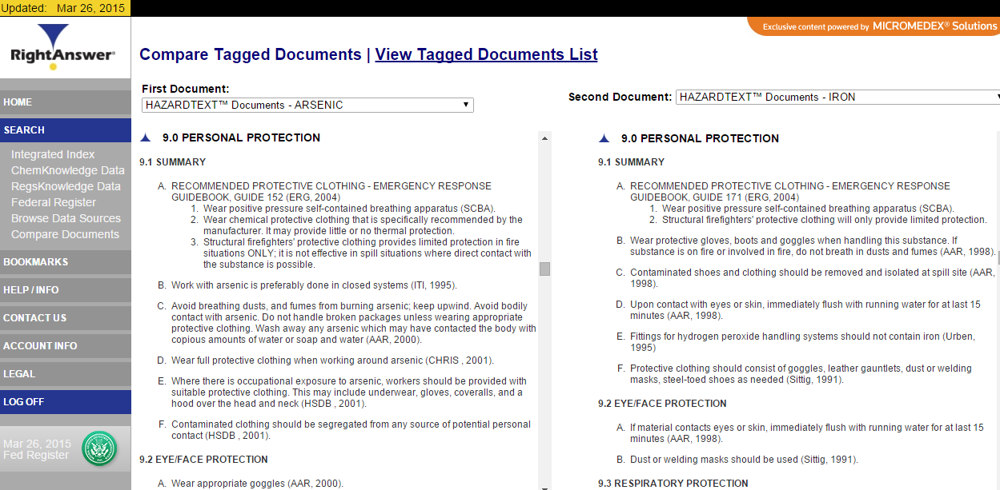 Updated: Mar 26, 2015
RightAnswer®
Exclusive content powered by MICROMEDEX® Solutions
Compare Tagged Documents | View Tagged Documents List
First Document:
HAZARDTEXT™ Documents - ARSENIC
Second Document:
HAZARDTEXT™ Documents - IRON
HOME
SEARCH
Integrated Index
ChemKnowledge Data
RegsKnowledge Data
Federal Register
Browse Data Sources
Compare Documents
BOOKMARKS
HELP / INFO
CONTACT US
ACCOUNT INFO
LEGAL
LOG OFF
Mar 26, 2015
Fed Register
9.0 PERSONAL PROTECTION
9.1 SUMMARY
A. RECOMMENDED PROTECTIVE CLOTHING - EMERGENCY RESPONSE
GUIDEBOOK, GUIDE 152 (ERG, 2004)
1. Wear positive pressure self-contained breathing apparatus (SCBA).
2. Wear chemical protective clothing that is specifically recommended by the
manufacturer. It may provide little or no thermal protection.
3. Structural firefighters' protective clothing provides limited protection in fire
situations ONLY; it is not effective in spill situations where direct contact with
the substance is possible.
B. Work with arsenic is preferably done in closed systems (ITI, 1995).
C. Avoid breathing dusts, and fumes from burning arsenic; keep upwind. Avoid bodily
contact with arsenic. Do not handle broken packages unless wearing appropriate
protective clothing. Wash away any arsenic which may have contacted the body with
copious amounts of water or soap and water (AAR, 2000).
D. Wear full protective clothing when working around arsenic (CHRIS , 2001).
E. Where there is occupational exposure to arsenic, workers should be provided with
suitable protective clothing. This may include underwear, gloves, coveralls, and a
hood over the head and neck (HSDB , 2001).
F. Contaminated clothing should be segregated from any source of potential personal
contact (HSDB , 2001).
9.2 EYE/FACE PROTECTION
A. Wear appropriate goggles (AAR, 2000).
9.0 PERSONAL PROTECTION
9.1 SUMMARY
A. RECOMMENDED PROTECTIVE CLOTHING - EMERGENCY RESPONSE
GUIDEBOOK, GUIDE 171 (ERG, 2004)
1. Wear positive pressure self-contained breathing apparatus (SCBA).
2. Structural firefighters' protective clothing will only provide limited protection.
B. Wear protective gloves, boots and goggles when handling this substance. If
substance is on fire or involved in fire, do not breath in dusts and fumes (AAR, 1998).
C. Contaminated shoes and clothing should be removed and isolated at spill site (AAR,
1998).
D. Upon contact with eyes or skin, immediately flush with running water for at last 15
minutes (AAR, 1998).
E. Fittings for hydrogen peroxide handling systems should not contain iron (Urben,
1995)
F. Protective clothing should consist of goggles, leather gauntlets, dust or welding
masks, steel-toed shoes as needed (Sittig, 1991).
9.2 EYE/FACE PROTECTION
A. If material contacts eyes or skin, immediately flush with running water for at last 15
minutes (AAR, 1998).
B. Dust or welding masks should be used (Sittig, 1991).
9.3 RESPIRATORY PROTECTION